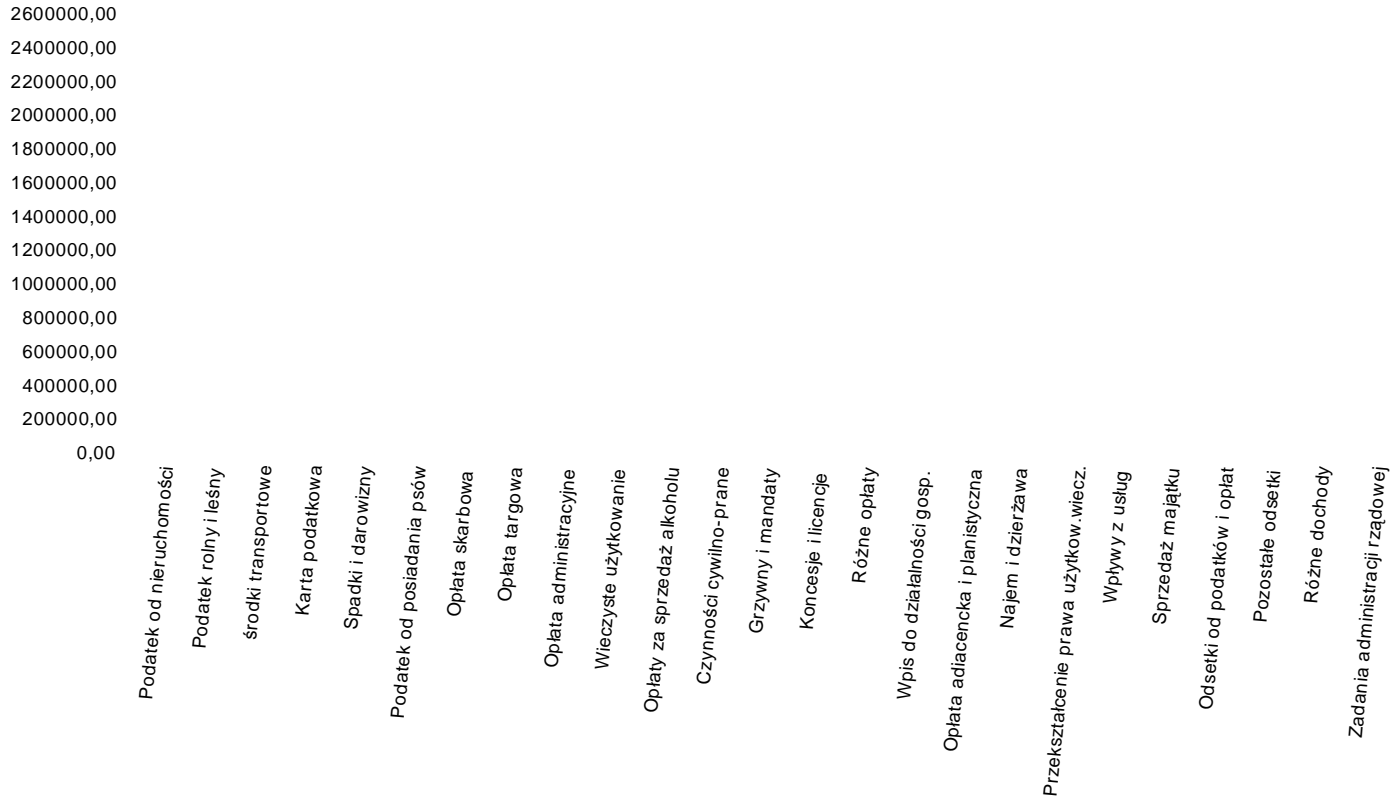 2600000,00
2400000,00
2200000,00
2000000,00
1800000,00
1600000,00
1400000,00
1200000,00
1000000,00
800000,00
600000,00
400000,00
200000,00
0,00
Podatek od nieruchomości
Podatek rolny i leśny
środki transportowe
Karta podatkowa
Spadki i darowizny
Podatek od posiadania psów
Opłata skarbowa
Opłata targowa
Opłata administracyjne
Wieczyste użytkowanie
Opłaty za sprzedaż alkoholu
Czynności cywilno-prane
Grzywny i mandaty
Koncesje i licencje
Różne opłaty
Wpis do działalności gosp.
Opłata adiacencka i planistyczna
Najem i dzierżawa
Przekształcenie prawa użytkow.wiecz.
Wpływy z usług
Sprzedaż majątku
Odsetki od podatków i opłat
Pozostałe odsetki
Różne dochody
Zadania administracji rządowej